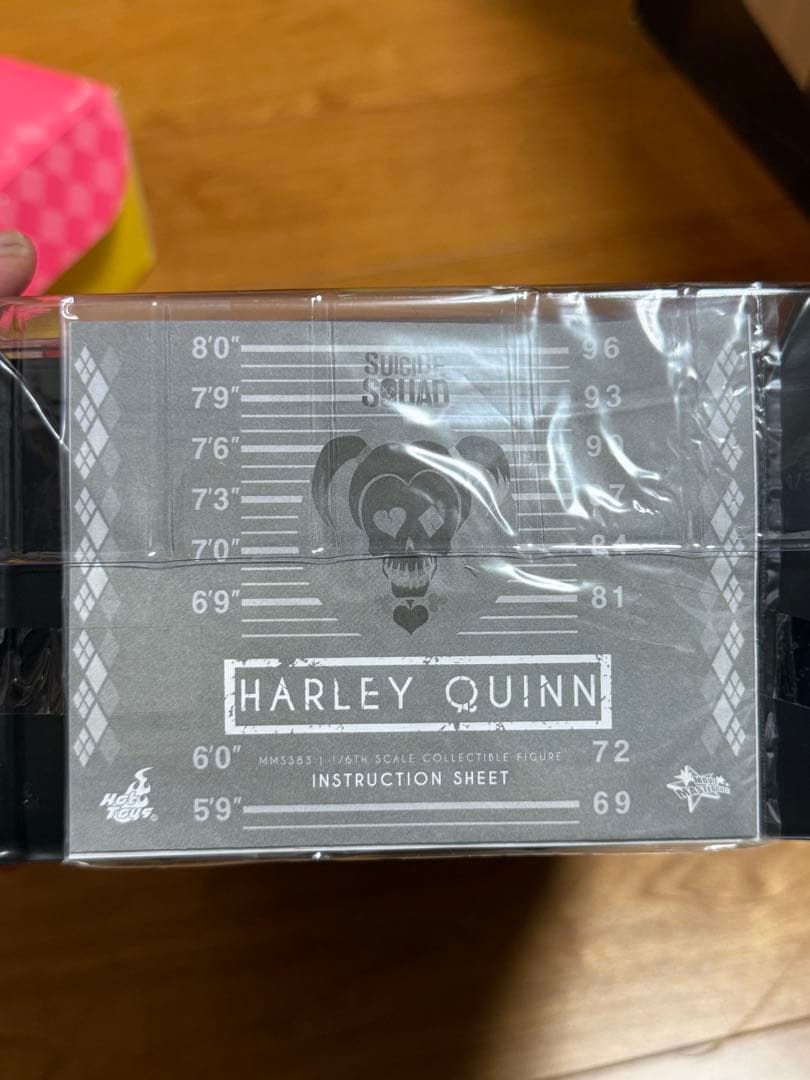 8'0" 96
SUICIDE
SQUAD
7'9" 93
7'6"
7'3"
7'0" 84
6'9" 81
HARLEY QUINN
6'0" MMS383 | 1/6TH SCALE COLLECTIBLE FIGURE 72
INSTRUCTION SHEET
Hot
Toys®
MOVIE
MASTERPIECE
5'9" 69